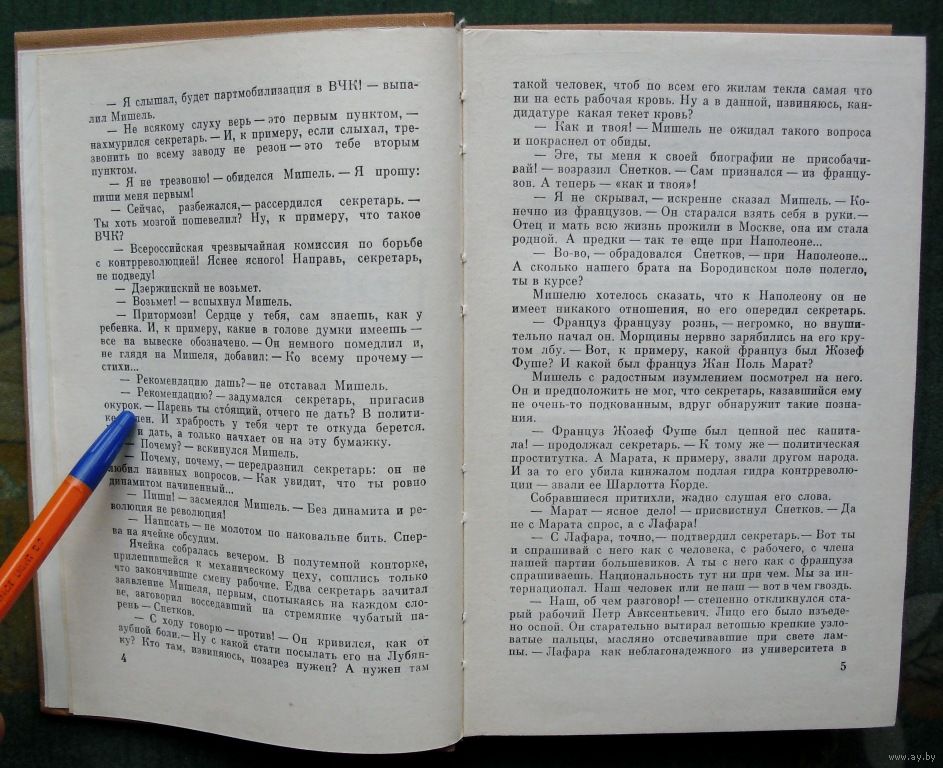 — Я слышал, будет партмобилизация в ВЧК! — выпа-
лил Мишель.
— Не всякому слуху верь — это первым пунктом, —
нахмурился секретарь. — И, к примеру, если слыхал, тре-
звонить по всему заводу не резон — это тебе вторым
пунктом.
— Я не трезвоню! — обиделся Мишель. — Я прошу:
пиши меня первым!
— Сейчас, разбежался, — рассердился секретарь. —
Ты хоть мозгой пошевелил? Ну, к примеру, что такое
ВЧК?
— Всероссийская чрезвычайная комиссия по борьбе
с контрреволюцией! Яснее ясного! Направь, секретарь,
не подведу!
— Дзержинский не возьмет.
— Возьмет! — вспыхнул Мишель.
— Притормози! Сердце у тебя, сам знаешь, как у
ребенка. И, к примеру, какие в голове думки имеешь —
все на вывеске обозначено. — Он немного помедлил и,
не глядя на Мишеля, добавил: — Ко всему прочему —
стихи...
— Рекомендацию дашь? — не отставал Мишель.
— Рекомендацию? — задумался секретарь, пригасив
окурок. — Парень ты стоящий, отчего не дать? В полити-
ке
ен. И храбрость у тебя черт те откуда берется.
и дать, а только начхает он на эту бумажку.
— Почему? — вскинулся Мишель.
— Почему, почему, — передразнил секретарь: он не
любил наивных вопросов. — Как увидит, что ты ровно
динамитом начиненный...
— Пиши! — засмеялся Мишель. — Без динамита и ре-
волюция не революция!
— Написать — не молотом по наковальне бить. Спер-
ва на ячейке обсудим.
Ячейка собралась вечером. В полутемной конторке,
прилепившейся к механическому цеху, сошлись только
что закончившие смену рабочие. Едва секретарь зачитал
заявление Мишеля, первым, спотыкаясь на каждом сло-
ве, заговорил восседавший на стремянке чубатый па-
рень — Снетков.
— С ходу говорю — против! — Он кривился, как от
зубной боли. — Ну с какой стати посылать его на Лубян-
ку? Кто там, извиняюсь, позарез нужен? А нужен там
4
такой человек, чтоб по всем его жилам текла самая что
ни на есть рабочая кровь. Ну а в данной, извиняюсь, кан-
дидатуре какая течет кровь?
— Как и твоя! — Мишель не ожидал такого вопроса
и покраснел от обиды.
— Эге, ты меня к своей биографии не присобачи-
вай! — возразил Снетков. — Сам признался — из францу-
зов. А теперь — «как и твоя»!
— Я не скрывал, — искренне сказал Мишель. — Ко-
нечно из французов. — Он старался взять себя в руки. —
Отец и мать всю жизнь прожили в Москве, она им стала
родной. А предки — так те еще при Наполеоне...
— Во-во, — обрадовался Снетков, — при Наполеоне...
А сколько нашего брата на Бородинском поле полегло,
ты в курсе?
Мишелю хотелось сказать, что к Наполеону он не
имеет никакого отношения, но его опередил секретарь.
— Француз французу рознь, — негромко, но внуши-
тельно начал он. Морщины нервно зарябились на его кру-
том лбу. — Вот, к примеру, какой француз был Жозеф
Фуше? И какой был француз Жан Поль Марат?
Мишель с радостным изумлением посмотрел на него.
Он и предположить не мог, что секретарь, казавшийся ему
не очень-то подкованным, вдруг обнаружит такие позна-
ния.
— Француз Жозеф Фуше был цепной пес капита-
ла! — продолжал секретарь. — К тому же — политическая
проститутка. А Марата, к примеру, звали другом народа.
И за то его убила кинжалом подлая гидра контрреволю-
ции — звали ее Шарлотта Корде.
Собравшиеся притихли, жадно слушая его слова.
— Марат — ясное дело! — присвистнул Снетков. — Да
не с Марата спрос, а с Лафара!
— С Лафара, точно, — подтвердил секретарь. — Вот ты
и спрашивай с него как с человека, с рабочего, с члена
нашей партии большевиков. А ты с него как с француза
спрашиваешь. Национальность тут ни при чем. Мы за ин-
тернационал. Наш человек или не наш — вот в чем гвоздь.
— Наш, об чем разговор! — степенно откликнулся ста-
рый рабочий Петр Авксентьевич. Лицо его было изъеде-
но оспой. Он старательно вытирал ветошью крепкие узло-
ватые пальцы, масляно отсвечивавшие при свете лам-
пы. — Лафара как неблагонадежного из университета в
5
www.ay.by